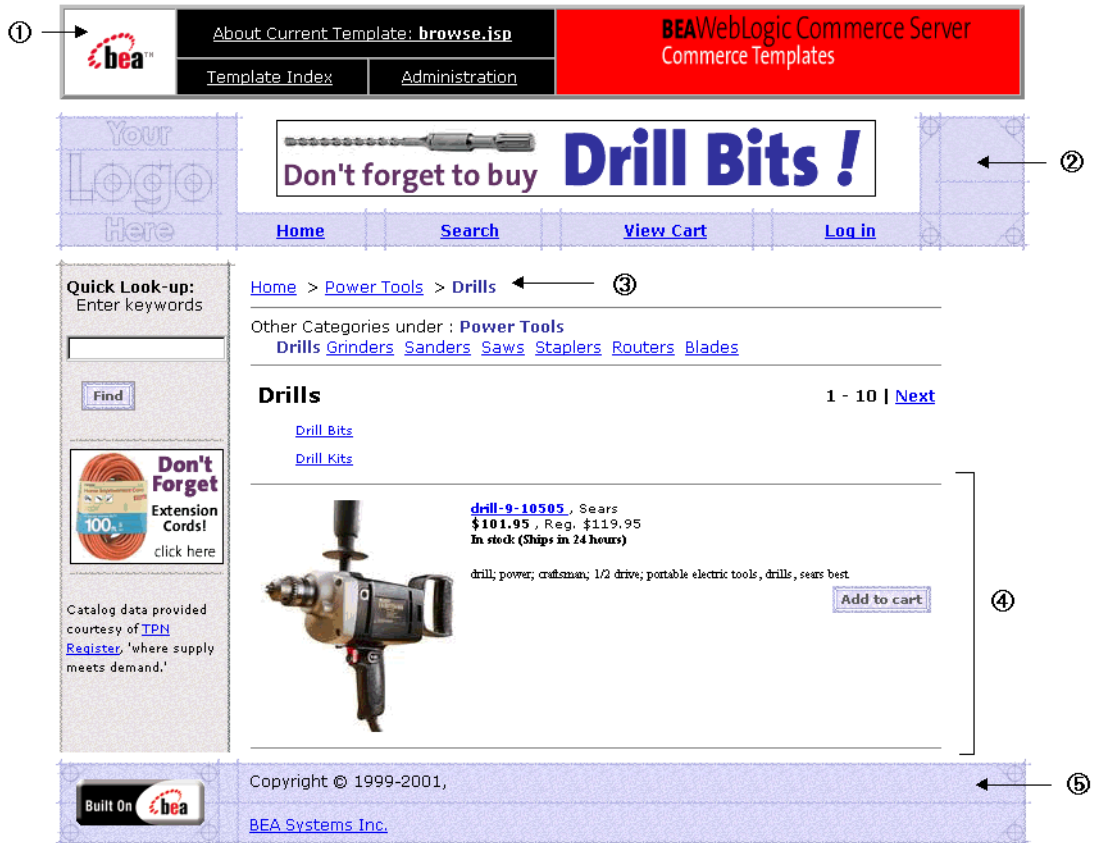 ①
bea™
About Current Template: browse.jsp
Template Index
Administration
BEAWebLogic Commerce Server
Commerce Templates
Your
Logo
Here
Don't forget to buy Drill Bits !
②
Home
Search
View Cart
Log in
Quick Look-up:
Enter keywords
Find
Don't
Forget
Extension
Cords!
click here
100 ft.
Catalog data provided
courtesy of TPN
Register, 'where supply
meets demand.'
Home > Power Tools > Drills
③
Other Categories under : Power Tools
Drills Grinders Sanders Saws Staplers Routers Blades
Drills
1 - 10 | Next
Drill Bits
Drill Kits
drill-9-10505 , Sears
$101.95 , Reg. $119.95
In stock (Ships in 24 hours)
drill; power; craftsman; 1/2 drive; portable electric tools, drills, sears best
Add to cart
④
Built On bea
Copyright © 1999-2001,
BEA Systems Inc.
⑤